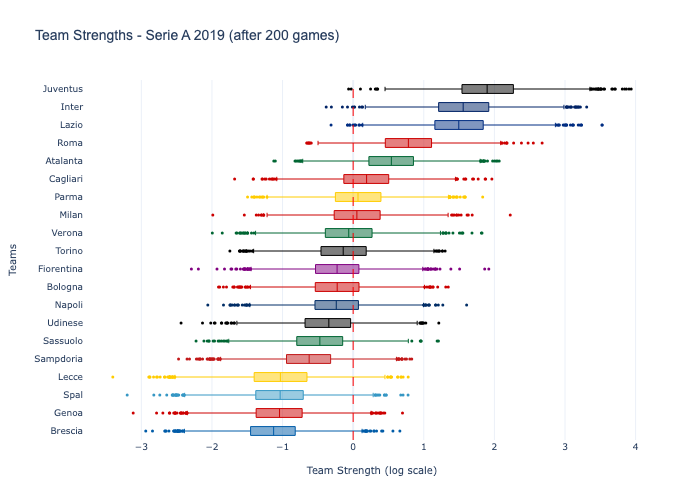 Team Strengths - Serie A 2019 (after 200 games)
Juventus
Inter
Lazio
Roma
Atalanta
Cagliari
Parma
Milan
Verona
Torino
Fiorentina
Bologna
Napoli
Udinese
Sassuolo
Sampdoria
Lecce
Spal
Genoa
Brescia
Teams
−3 −2 −1 0 1 2 3 4
Team Strength (log scale)